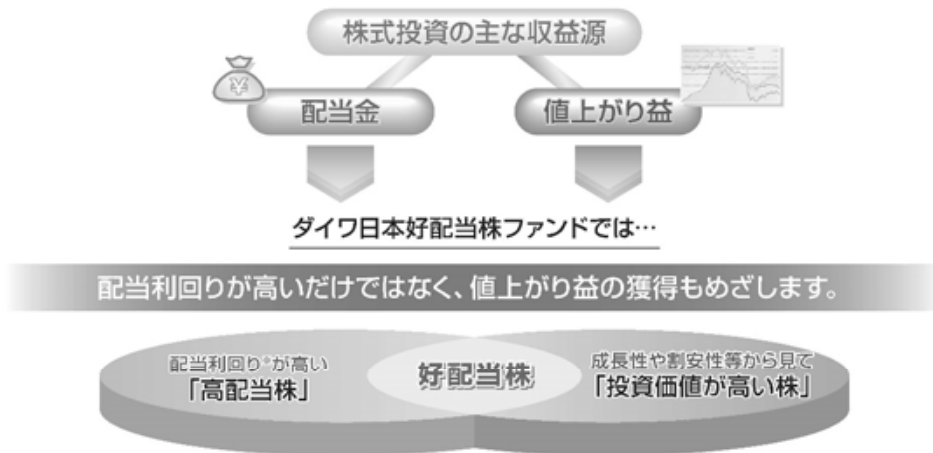 株式投資の主な収益源
¥
配当金
値上がり益
ダイワ日本好配当株ファンドでは…
配当利回りが高いだけではなく、値上がり益の獲得もめざします。
配当利回り※が高い
「高配当株」
好配当株
成長性や割安性等から見て
「投資価値が高い株」